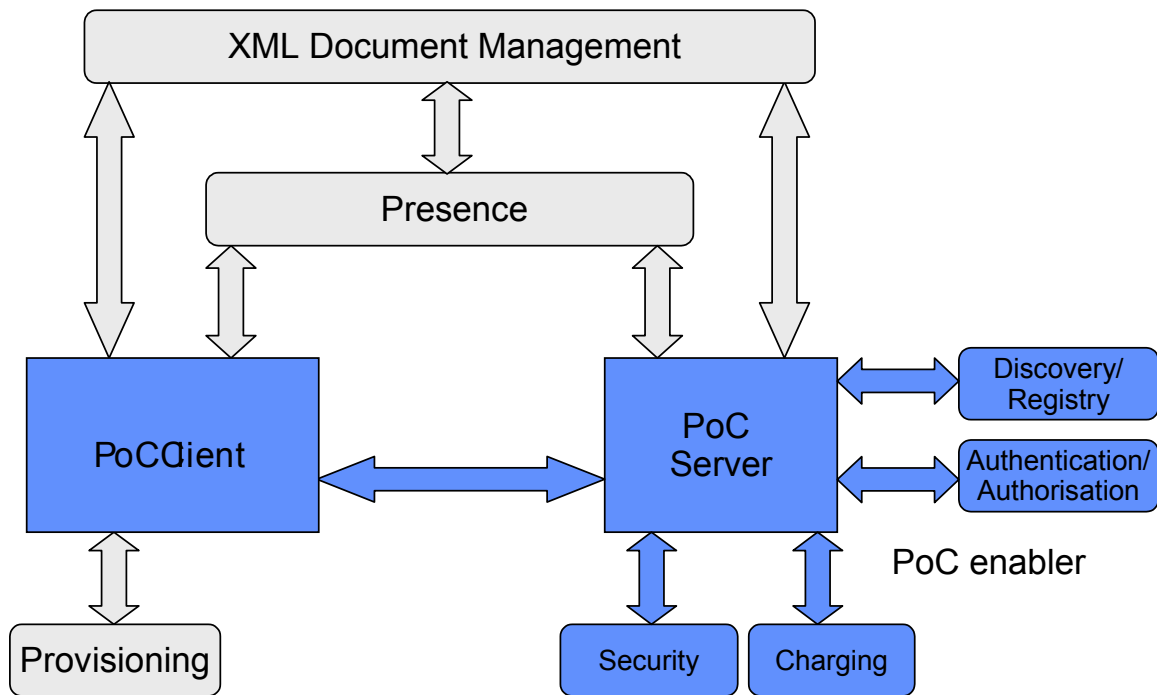 XML Document Management
Presence
PoCClient
PoC
Server
Discovery/
Registry
Authentication/
Authorisation
PoC enabler
Provisioning
Security
Charging